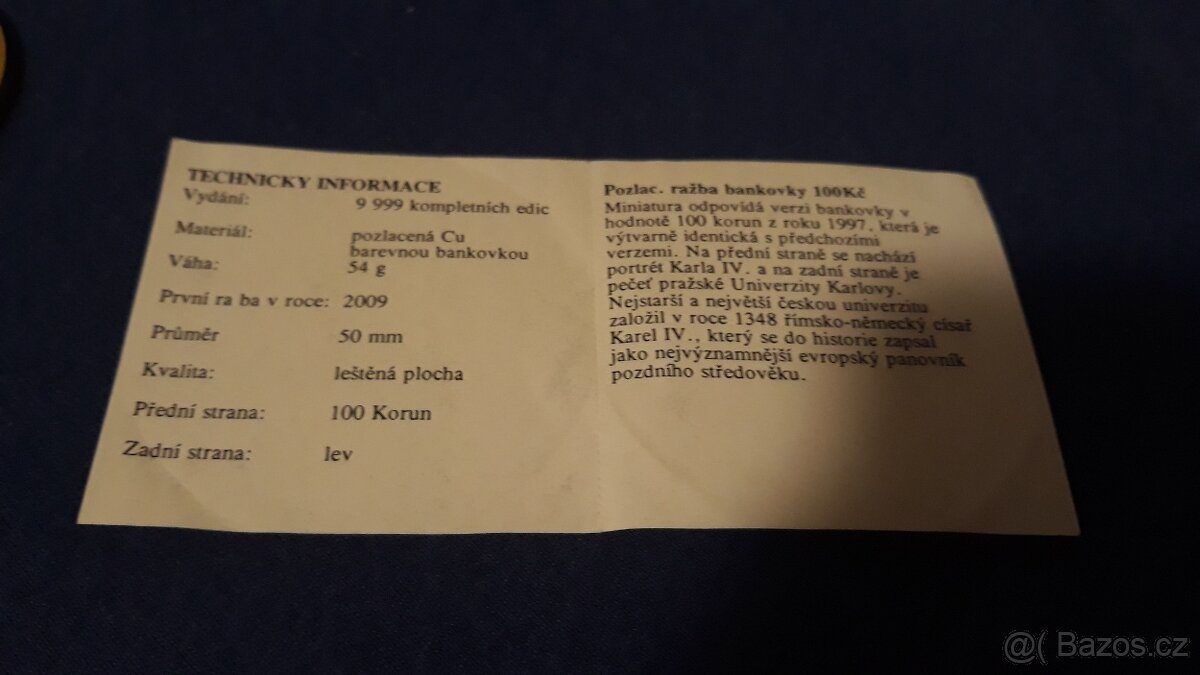 TECHNICKY INFORMACE
Vydání: 9 999 kompletních edic
Materiál: pozlacená Cu
barevnou bankovkou
Váha: 54 g
První ra ba v roce: 2009
Průměr 50 mm
Kvalita: leštěná plocha
Přední strana: 100 Korun
Zadní strana: lev
Pozlac. ražba bankovky 100Kč
Miniatura odpovídá verzi bankovky v
hodnotě 100 korun z roku 1997, která je
výtvarně identická s předchozími
verzemi. Na přední straně se nachází
portrét Karla IV. a na zadní straně je
pečeť pražské Univerzity Karlovy.
Nejstarší a největší českou univerzitu
založil v roce 1348 římsko-německý císař
Karel IV., který se do historie zapsal
jako nejvýznamnější evropský panovník
pozdního středověku.
@( Bazos.cz